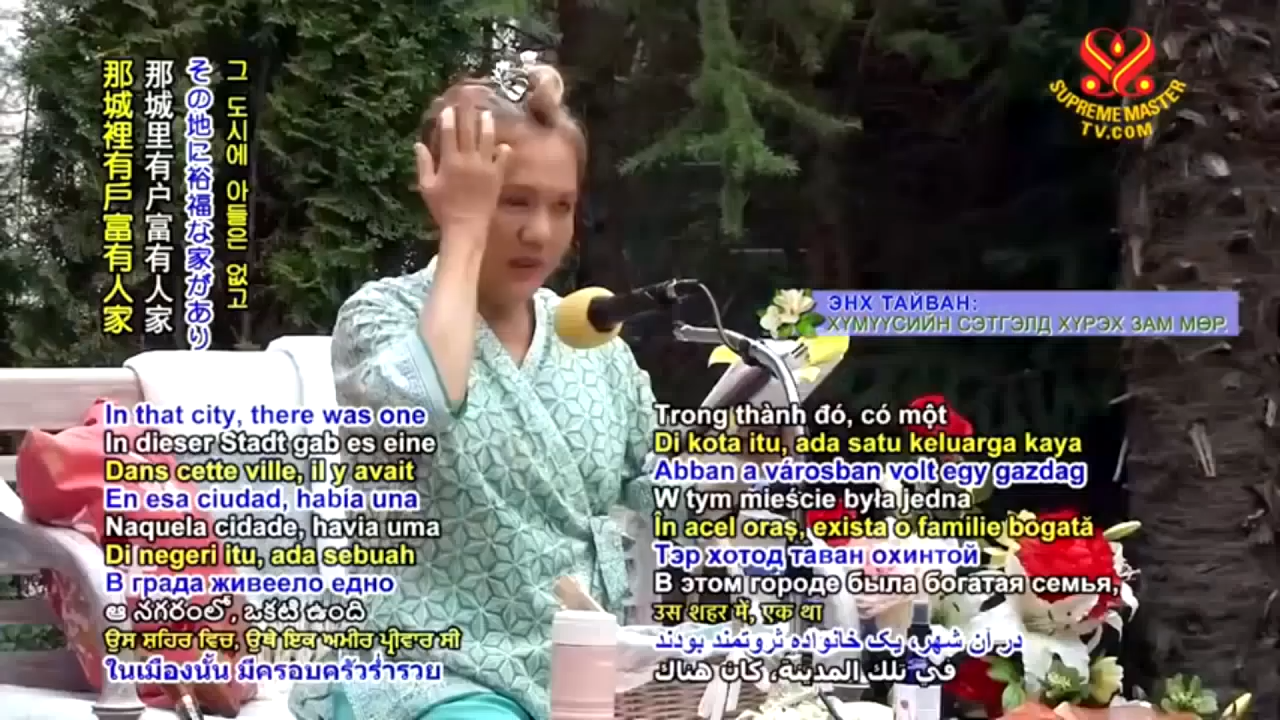 그 도시에 아들은 없고
その地に裕福な家があり
那城里有户富有人家
那城裡有戶富有人家
SUPREME MASTER
TV.COM
ЭНХ ТАЙВАН:
ХҮМҮҮСИЙН СЭТГЭЛД ХҮРЭХ ЗАМ МӨР.
In that city, there was one
In dieser Stadt gab es eine
Dans cette ville, il y avait
En esa ciudad, había una
Naquela cidade, havia uma
Di negeri itu, ada sebuah
В града живеело едно
ఆ నగరంలో, ఒకటి ఉంది
ਉਸ ਸ਼ਹਿਰ ਵਿਚ, ਉਥੇ ਇਕ ਅਮੀਰ ਪ੍ਰੀਵਾਰ ਸੀ
ในเมืองนั้น มีครอบครัวร่ำรวย
Trong thành đó, có một
Di kota itu, ada satu keluarga kaya
Abban a városban volt egy gazdag
W tym mieście była jedna
În acel oraş, exista o familie bogată
Тэр хотод таван охинтой
В этом городе была богатая семья,
उस शहर में, एक था
در آن شهر، یک خانواده ثروتمند بودند
في تلك المدينة، كان هناك